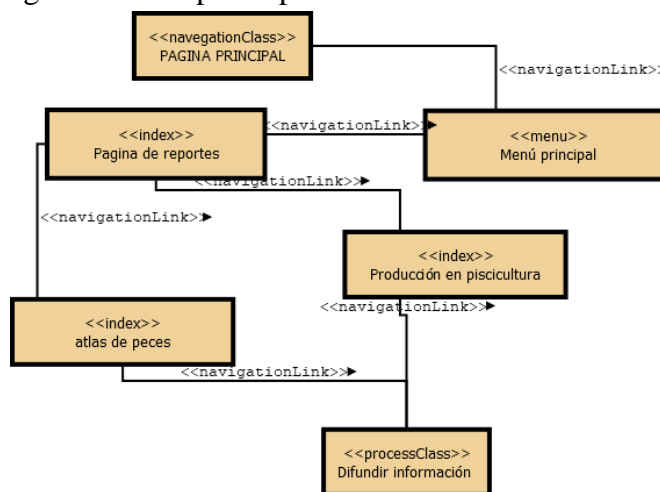 <<navegationClass>>
PAGINA PRINCIPAL
<<navigationLink>>
<<index>>
Pagina de reportes
<<navigationLink>>
<<menu>>
Menú principal
<<navigationLink>>
<<navigationLink>>
<<index>>
Producción en piscicultura
<<navigationLink>>
<<index>>
atlas de peces
<<navigationLink>>
<<processClass>>
Difundir información